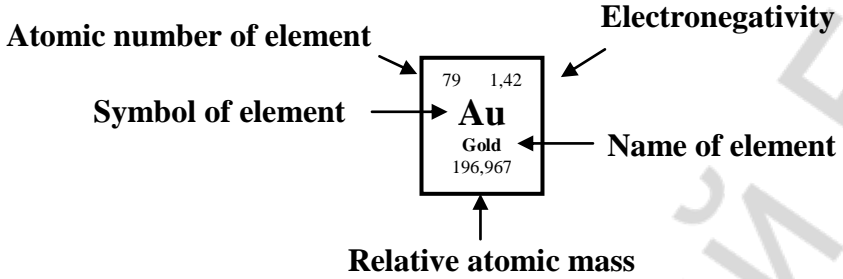 Electronegativity
Atomic number of element
79 1,42
Symbol of element
Au
Gold
Name of element
196,967
Relative atomic mass
Й